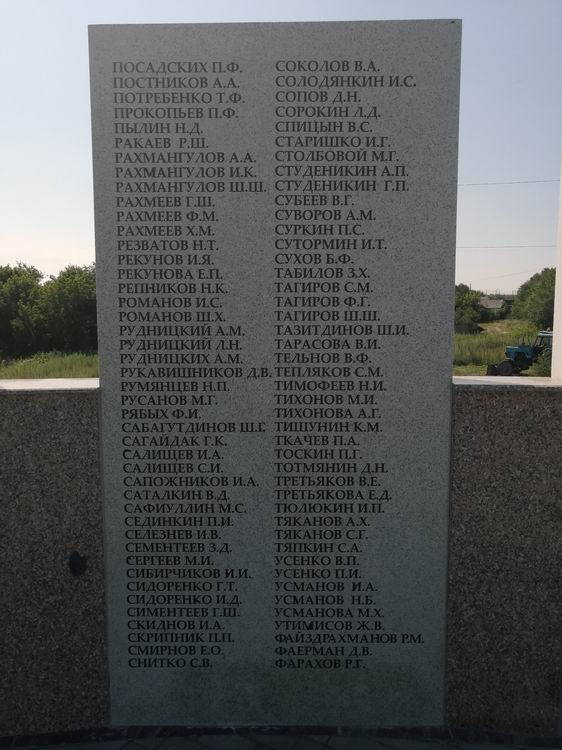 ПОСАДСКИХ П.Ф.
ПОСТНИКОВ А.А.
ПОТРЕБЕНКО Т.Ф.
ПРОКОПЬЕВ П.Ф.
ПЫЛИН Н.Д.
РАКАЕВ Р.Ш.
РАХМАНГУЛОВ А.А.
РАХМАНГУЛОВ И.К.
РАХМАНГУЛОВ Ш.Ш.
РАХМЕЕВ Г.Ш.
РАХМЕЕВ Ф.М.
РАХМЕЕВ Х.М.
РЕЗВАТОВ Н.Т.
РЕКУНОВ И.Я.
РЕКУНОВА Е.П.
РЕПНИКОВ Н.К.
РОМАНОВ И.С.
РОМАНОВ Ш.Х.
РУДНИЦКИЙ А.М.
РУДНИЦКИЙ Л.Н.
РУДНИЦКИХ А.М.
РУКАВИШНИКОВ Д.В.
РУМЯНЦЕВ Н.П.
РУСАНОВ М.Г.
РЯБЫХ Ф.И.
САБАГУТДИНОВ Ш.Г.
САГАЙДАК Г.К.
САЛИЩЕВ И.А.
САЛИЩЕВ С.И.
САПОЖНИКОВ И.А.
САТАЛКИН В.Д.
САФИУЛЛИН М.С.
СЕДИНКИН П.И.
СЕЛЕЗНЕВ И.В.
СЕМЕНТЕЕВ З.Д.
СЕРГЕЕВ М.И.
СИБИРЧИКОВ И.И.
СИДОРЕНКО Г.Т.
СИДОРЕНКО И.Д.
СИМЕНТЕЕВ Г.Ш.
СКИДНОВ И.А.
СКРИПНИК П.П.
СМИРНОВ Е.О.
СНИТКО С.В.
СОКОЛОВ В.А.
СОЛОДЯНКИН И.С.
СОПОВ Д.Н.
СОРОКИН Л.Д.
СПИЦЫН В.С.
СТАРИШКО И.Г.
СТОЛБОВОЙ М.Г.
СТУДЕНИКИН А.П.
СТУДЕНИКИН Г.П.
СУБЕЕВ В.Г.
СУВОРОВ А.М.
СУРКИН П.С.
СУТОРМИН И.Т.
СУХОВ Б.Ф.
ТАБИЛОВ З.Х.
ТАГИРОВ С.М.
ТАГИРОВ Ф.Г.
ТАГИРОВ Ш.Ш.
ТАЗИТДИНОВ Ш.И.
ТАРАСОВА В.И.
ТЕЛЬНОВ В.Ф.
ТЕПЛЯКОВ С.М.
ТИМОФЕЕВ Н.И.
ТИХОНОВ М.И.
ТИХОНОВА А.Г.
ТИШУНИН К.М.
ТКАЧЕВ П.А.
ТОСКИН П.Г.
ТОТМЯНИН Д.Н.
ТРЕТЬЯКОВ В.Е.
ТРЕТЬЯКОВА Е.Д.
ТЮЛЮКИН И.П.
ТЯКАНОВ А.Х.
ТЯКАНОВ С.Г.
ТЯПКИН С.А.
УСЕНКО В.П.
УСЕНКО П.И.
УСМАНОВ И.А.
УСМАНОВ Н.Б.
УСМАНОВА М.Х.
УТИМИСОВ Ж.В.
ФАЙЗДРАХМАНОВ Р.М.
ФАЕРМАН Д.В.
ФАРАХОВ Р.Г.